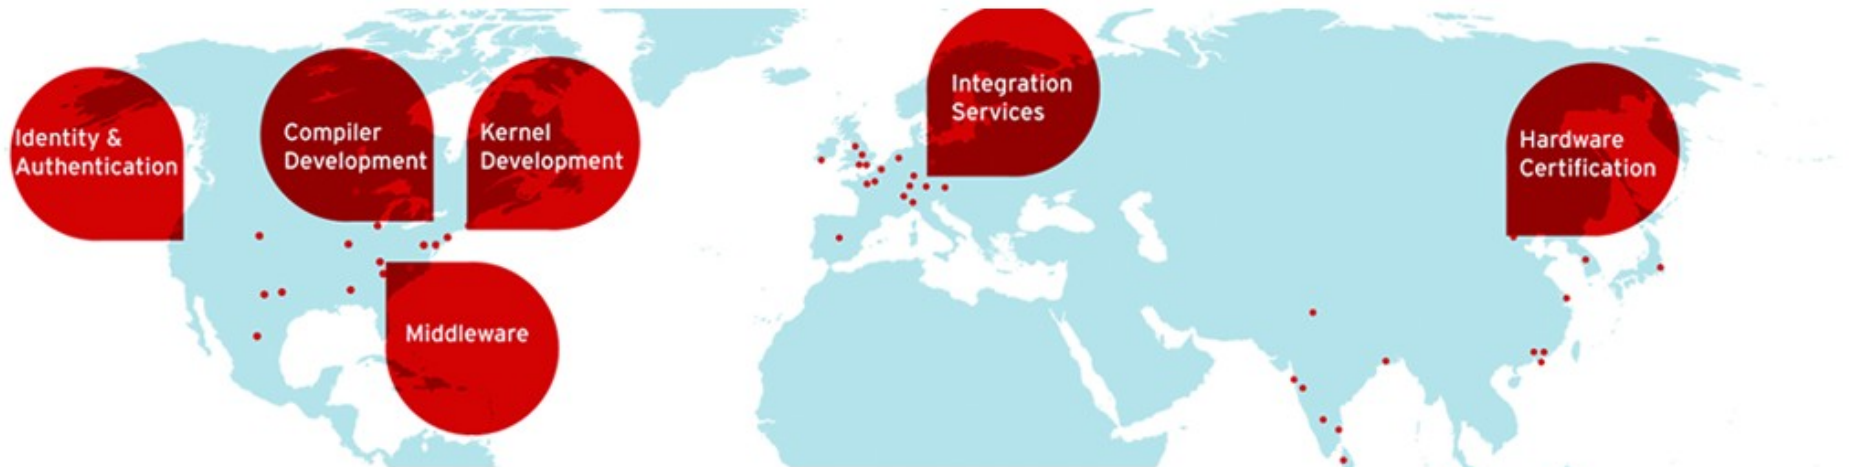 Identity &
Authentication
Compiler
Development
Kernel
Development
Middleware
Integration
Services
Hardware
Certification